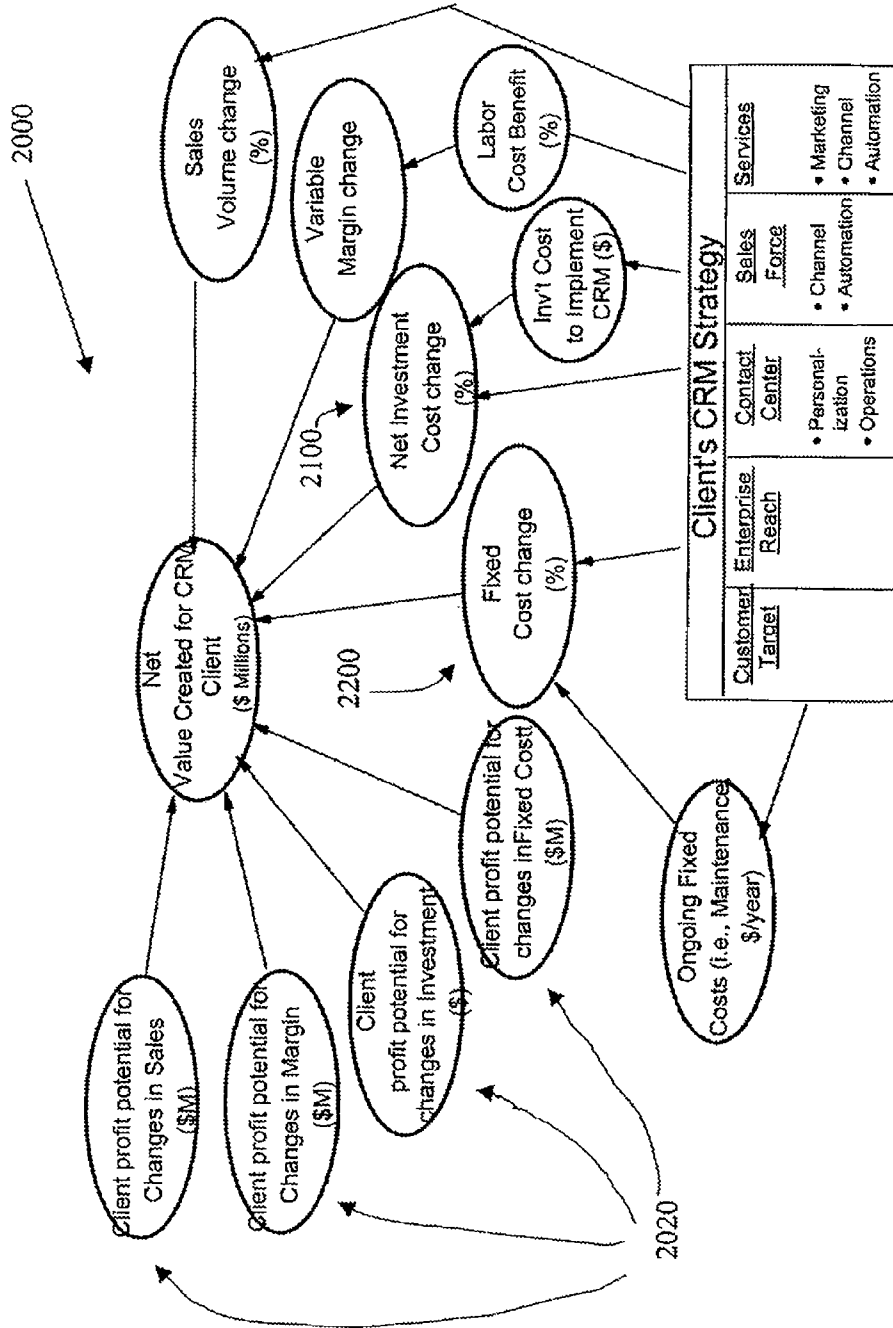 2000
Sales
Volume change
(%)
Variable
Margin change
Labor
Cost Benefit
(%)
Inv't Cost
to Implement
CRM ($)
2100
Net Investment
Cost change
(%)
Net
Value Created for CRM
Client
($ Millions)
2200
Fixed
Cost change
(%)
Client profit potential for
Changes in Sales
($M)
Client profit potential for
Changes in Margin
($M)
Client
profit potential for
changes in Investment
($)
Client profit potential for
changes inFixed Costt
($M)
2020
Ongoing Fixed
Costs (i.e., Maintenance
$/year)
Client's CRM Strategy
Customer
Target
Enterprise
Reach
Contact
Center
• Personal-
ization
• Operations
Sales
Force
• Channel
• Automation
Services
• Marketing
• Channel
• Automation